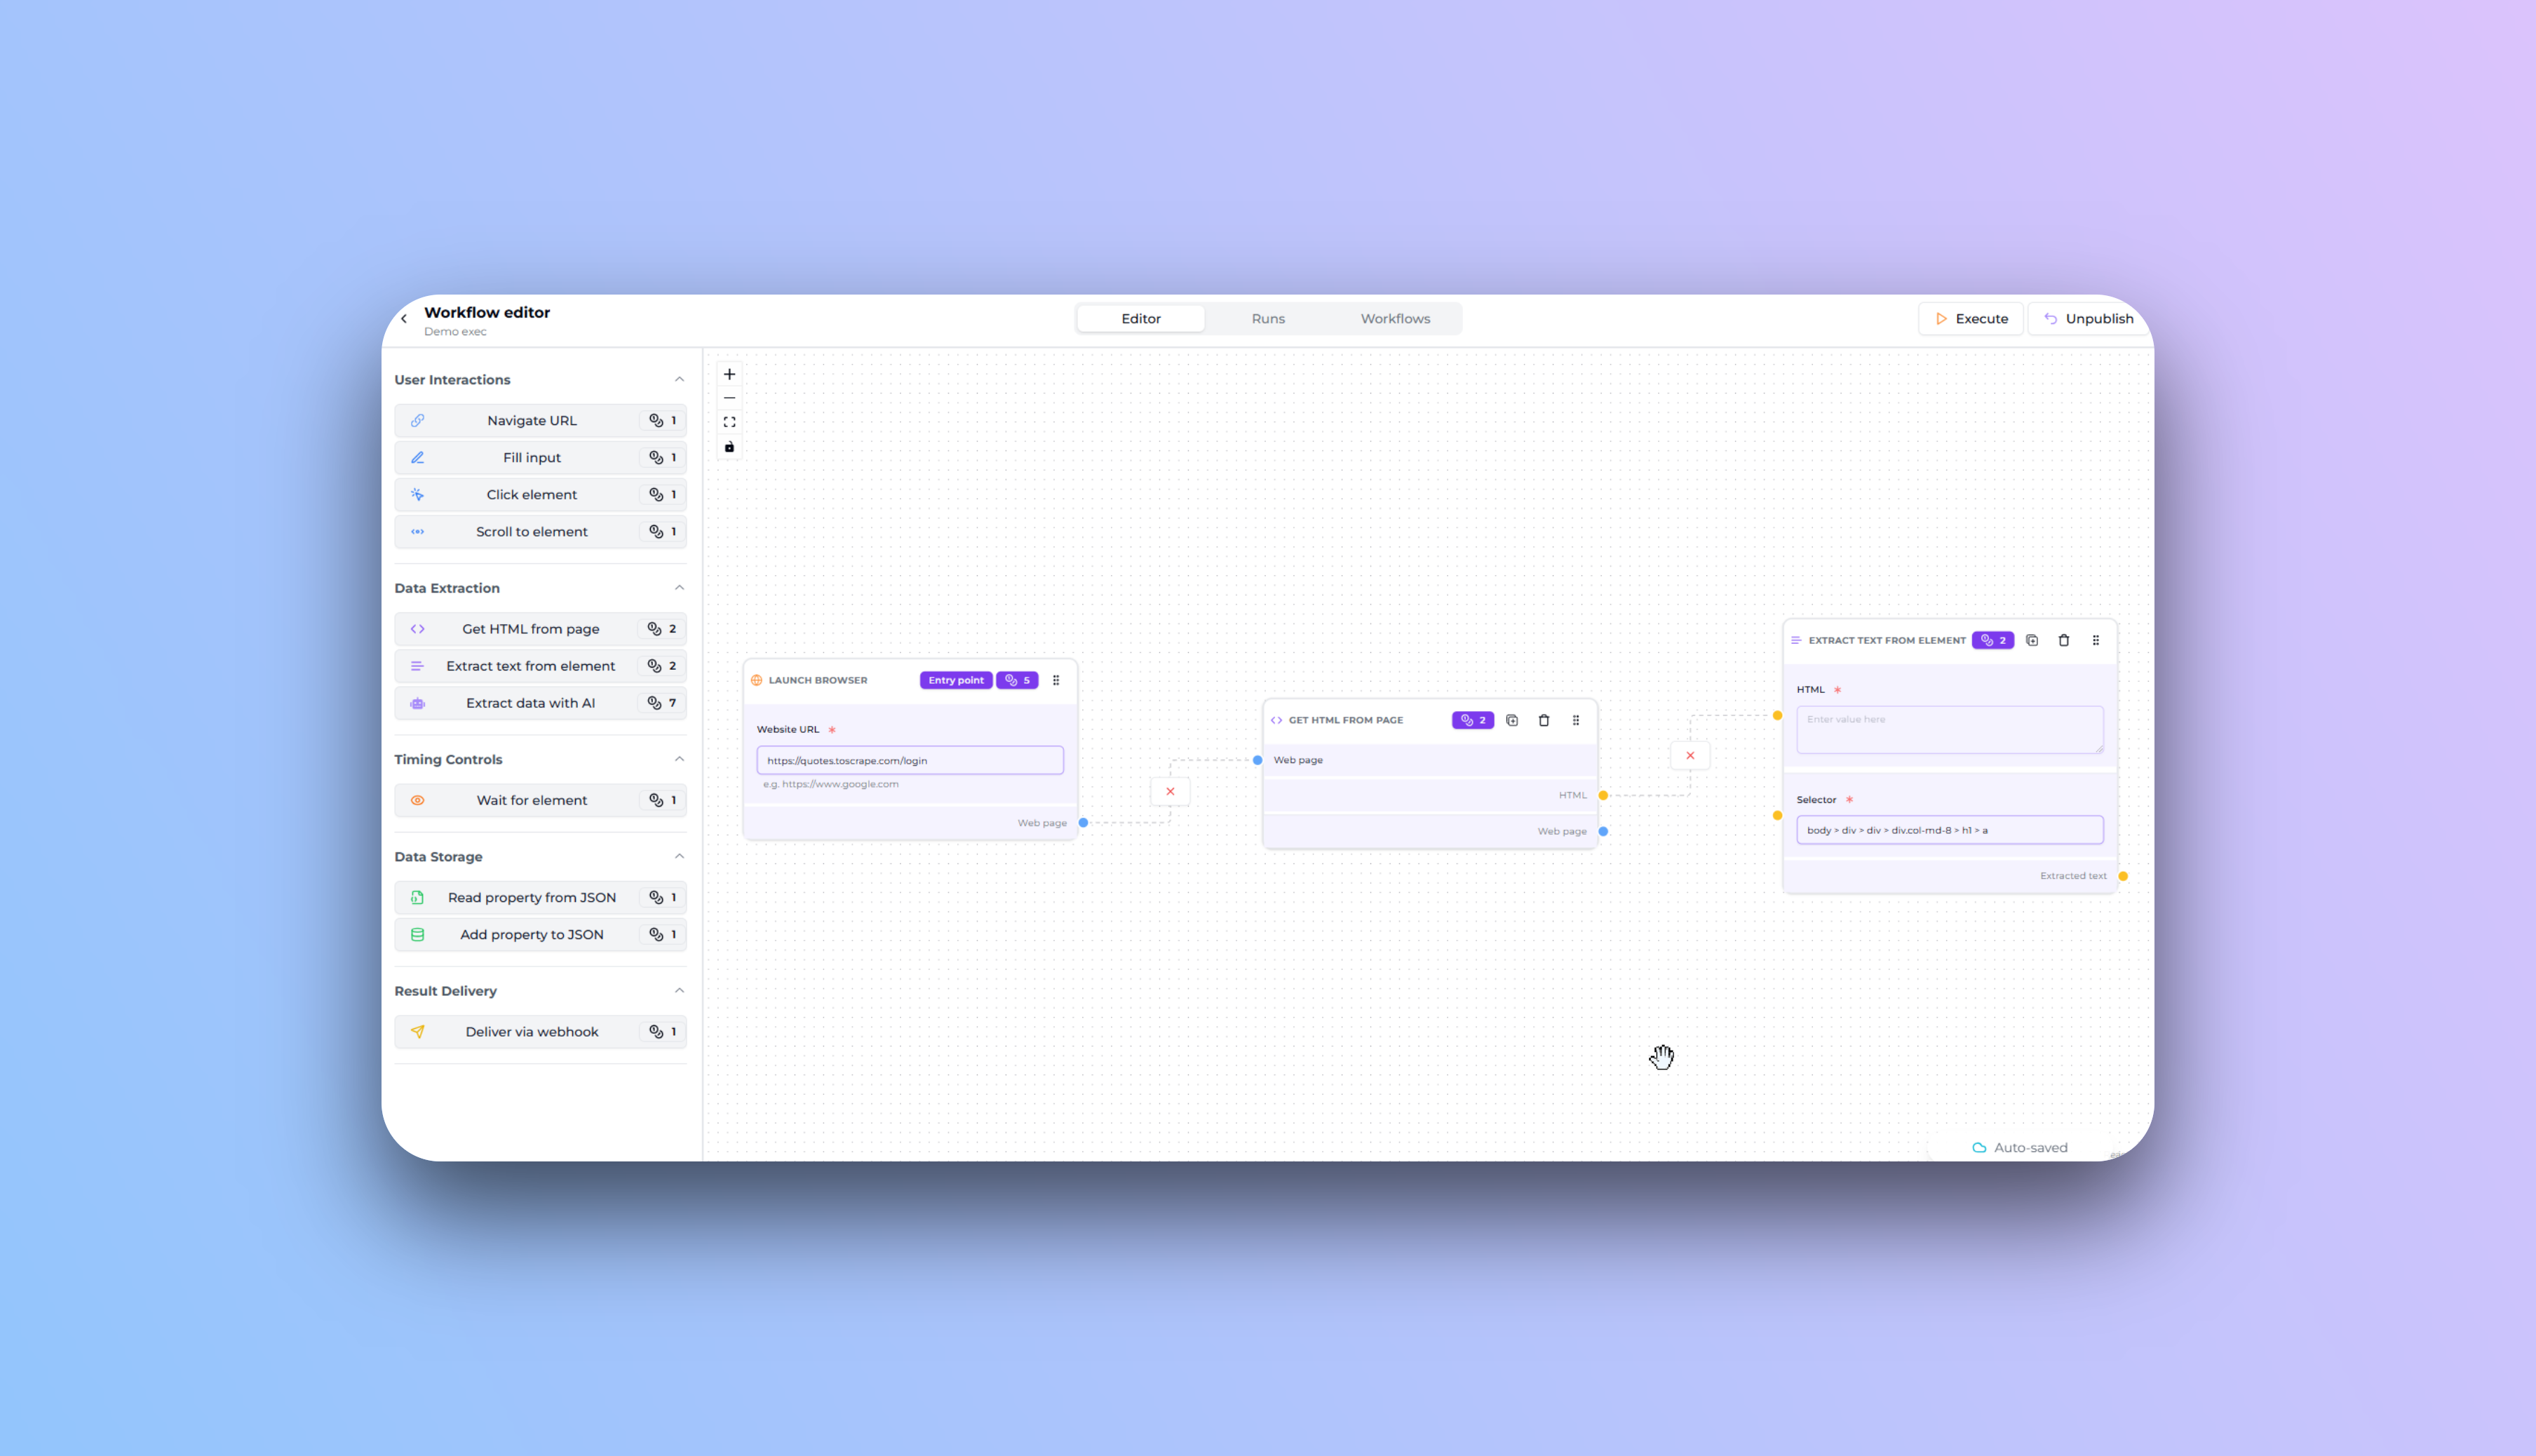 Workflow editor
Demo exec
Editor
Runs
Workflows
Execute
Unpublish
User Interactions
Navigate URL 1
Fill input 1
Click element 1
Scroll to element 1
Data Extraction
Get HTML from page 2
Extract text from element 2
Extract data with AI 7
Timing Controls
Wait for element 1
Data Storage
Read property from JSON 1
Add property to JSON 1
Result Delivery
Deliver via webhook 1
LAUNCH BROWSER Entry point 5
Website URL *
https://quotes.toscrape.com/login
e.g. https://www.google.com
Web page
GET HTML FROM PAGE 2
Web page
HTML
Web page
EXTRACT TEXT FROM ELEMENT 2
HTML *
Enter value here
Selector *
body > div > div > div.col-md-8 > h1 > a
Extracted text
Auto-saved